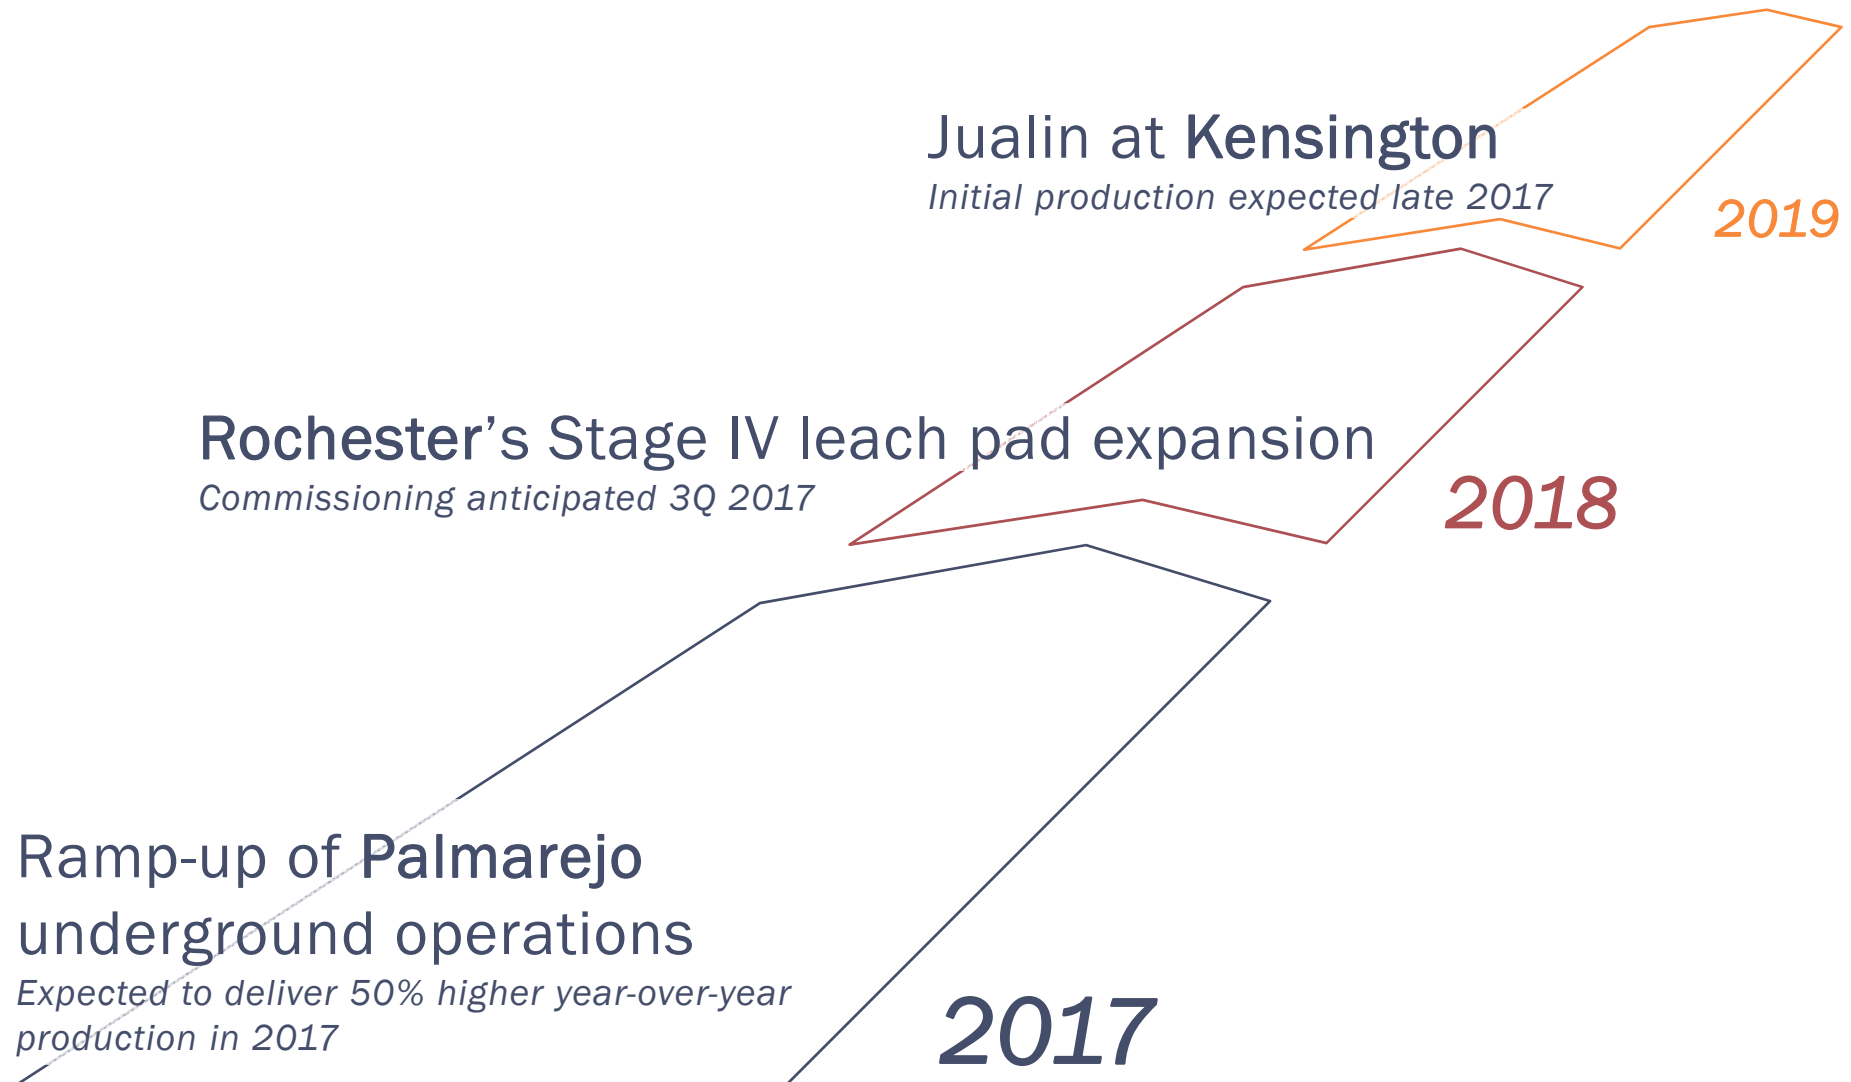 Jualin at Kensington
Initial production expected late 2017
2019
Rochester’s Stage IV leach pad expansion
Commissioning anticipated 3Q 2017
2018
Ramp-up of Palmarejo
underground operations
Expected to deliver 50% higher year-over-year
production in 2017
2017